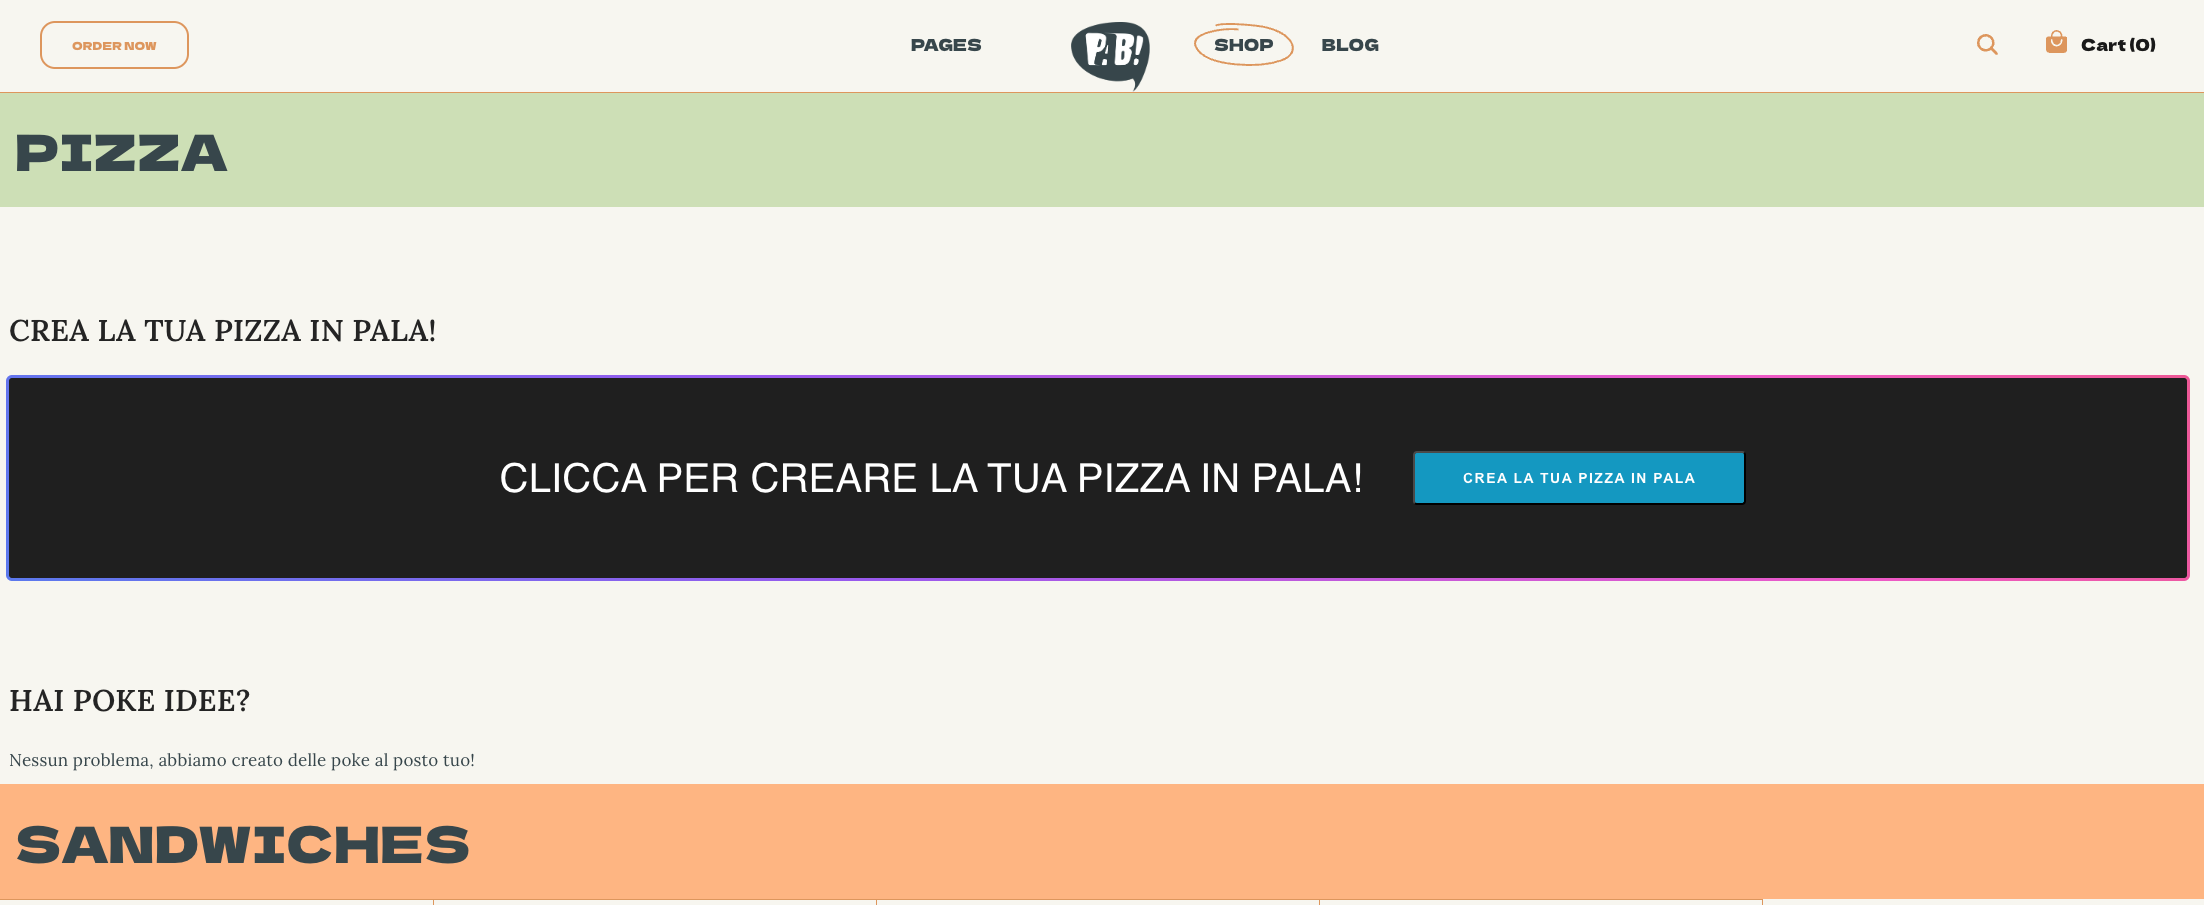 ORDER NOW
PAGES
P.B!
SHOP
BLOG
Cart (0)
PIZZA
CREA LA TUA PIZZA IN PALA!
CLICCA PER CREARE LA TUA PIZZA IN PALA!
CREA LA TUA PIZZA IN PALA
HAI POKE IDEE?
Nessun problema, abbiamo creato delle poke al posto tuo!
SANDWICHES